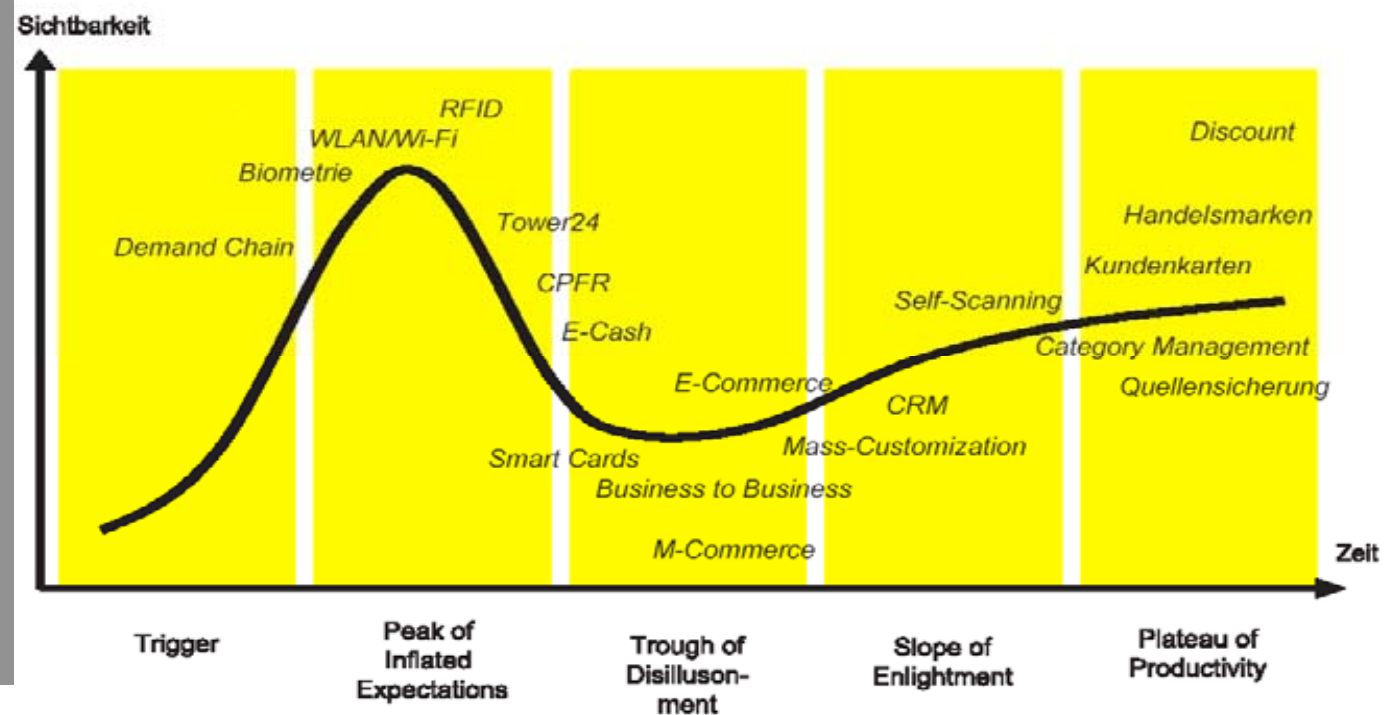 Sichtbarkeit
RFID
WLAN/Wi-Fi
Discount
Biometrie
Tower24
Handelsmarken
Demand Chain
Kundenkarten
CPFR
Self-Scanning
E-Cash
Category Management
E-Commerce
Quellensicherung
CRM
Mass-Customization
Smart Cards
Business to Business
M-Commerce
Zeit
Trigger
Peak of
Inflated
Expectations
Trough of
Disilluson-
ment
Slope of
Enlightment
Plateau of
Productivity